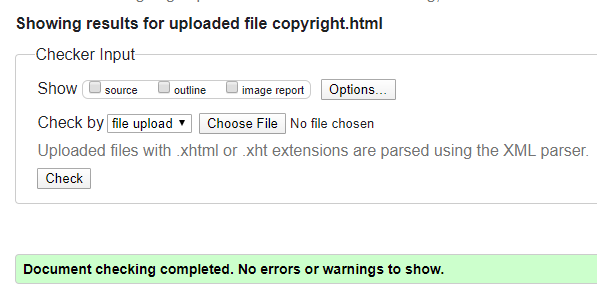 Showing results for uploaded file copyright.html
Checker Input
Show source outline image report Options...
Check by file upload Choose File No file chosen
Uploaded files with .xhtml or .xht extensions are parsed using the XML parser.
Check
Document checking completed. No errors or warnings to show.